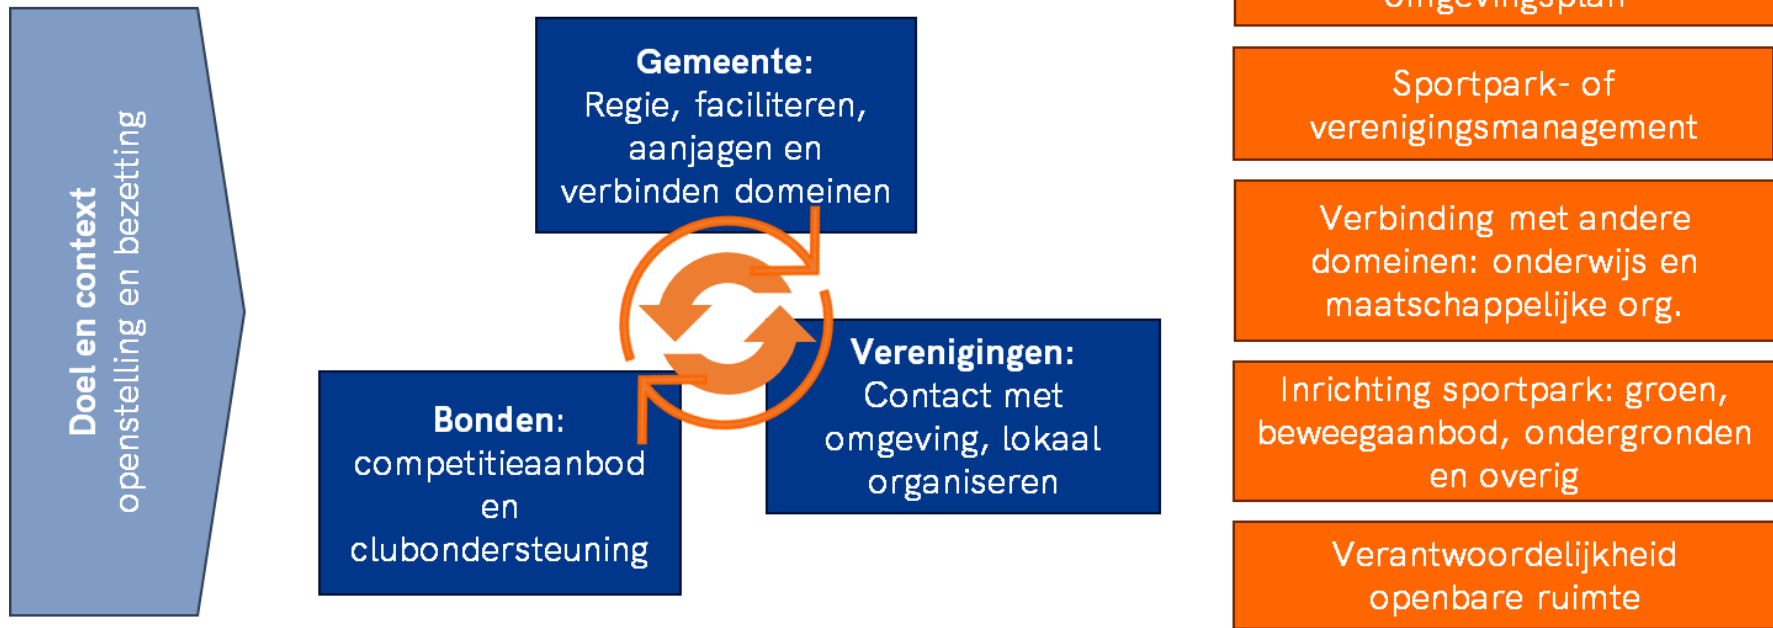 Doel en context
openstelling en bezetting
Gemeente:
Regie, faciliteren,
aanjagen en
verbinden domeinen
Bonden:
competitieaanbod
en
clubondersteuning
Verenigingen:
Contact met
omgeving, lokaal
organiseren
omgevingsplan
Sportpark- of
verenigingsmanagement
Verbinding met andere
domeinen: onderwijs en
maatschappelijke org.
Inrichting sportpark: groen,
beweegaanbod, ondergronden
en overig
Verantwoordelijkheid
openbare ruimte